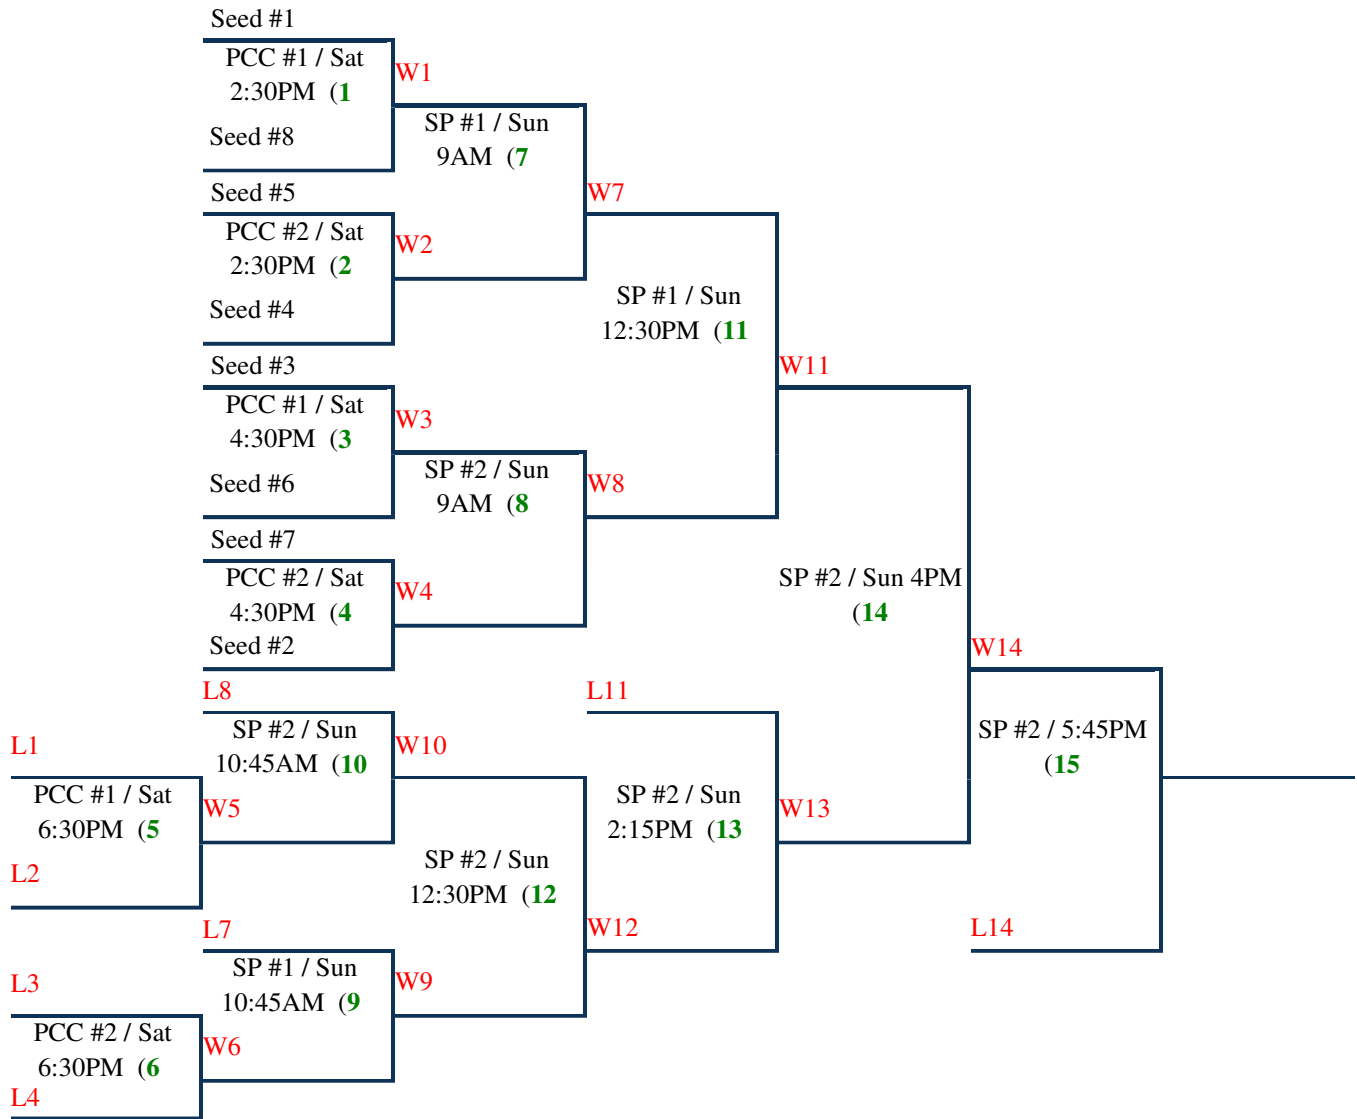 Seed #1
PCC #1 / Sat
2:30PM (1
W1
Seed #8
SP #1 / Sun
9AM (7
Seed #5
W7
PCC #2 / Sat
2:30PM (2
W2
Seed #4
SP #1 / Sun
12:30PM (11
Seed #3
W11
PCC #1 / Sat
4:30PM (3
W3
Seed #6
SP #2 / Sun
9AM (8
W8
Seed #7
PCC #2 / Sat
4:30PM (4
W4
SP #2 / Sun 4PM
(14
Seed #2
W14
L8
L11
SP #2 / Sun
10:45AM (10
W10
SP #2 / 5:45PM
(15
L1
PCC #1 / Sat
6:30PM (5
W5
SP #2 / Sun
2:15PM (13
W13
L2
SP #2 / Sun
12:30PM (12
L7
W12
L14
SP #1 / Sun
10:45AM (9
W9
L3
PCC #2 / Sat
6:30PM (6
W6
L4